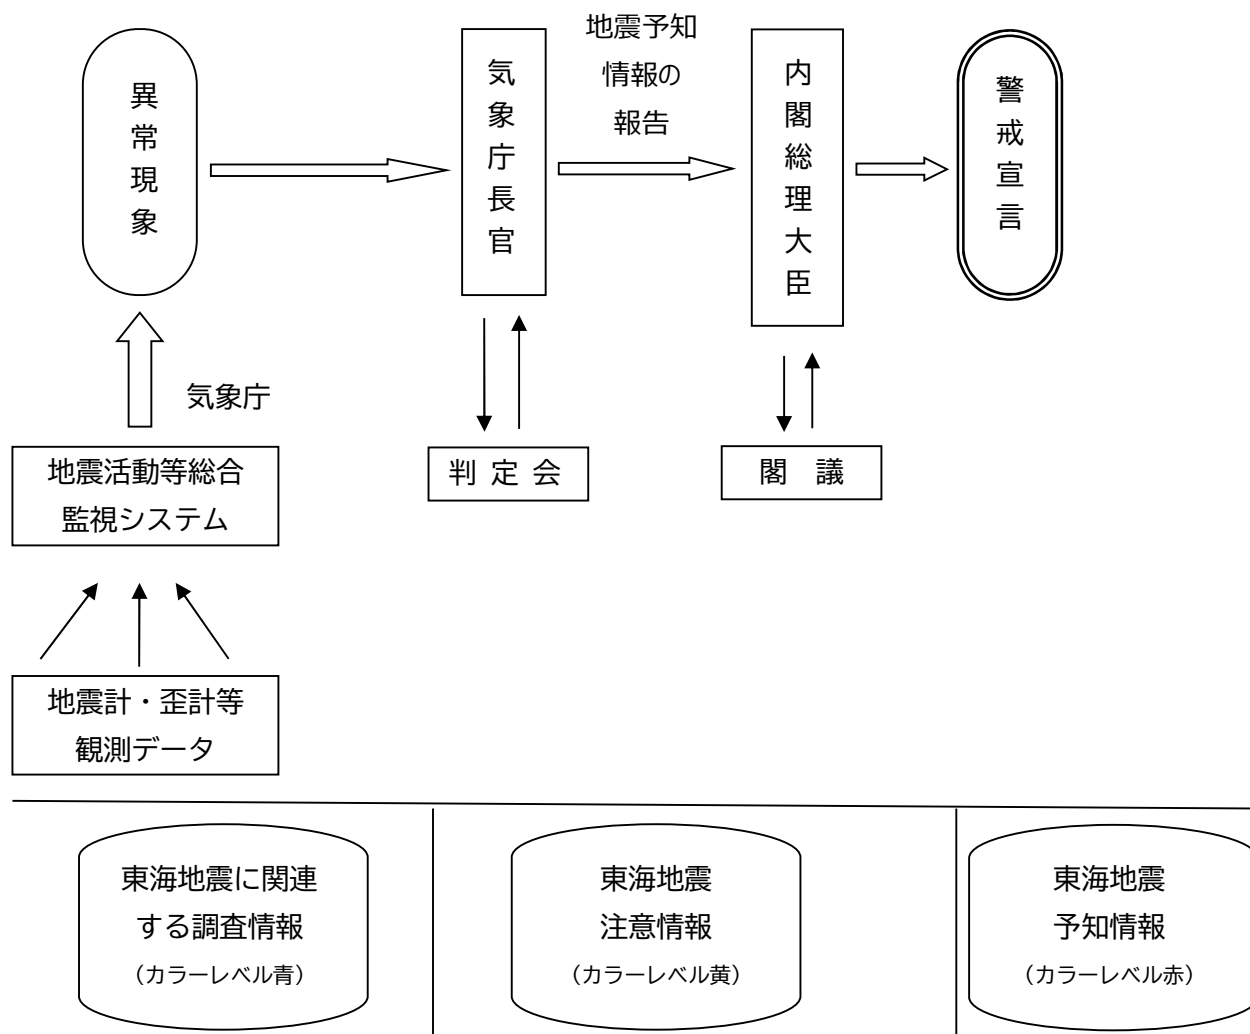 異常現象
気象庁長官
地震予知
情報の
報告
内閣総理大臣
警戒宣言
気象庁
地震活動等総合
監視システム
判定会
閣議
地震計・歪計等
観測データ
東海地震に関連
する調査情報
（カラーレベル青）
東海地震
注意情報
（カラーレベル黄）
東海地震
予知情報
（カラーレベル赤）